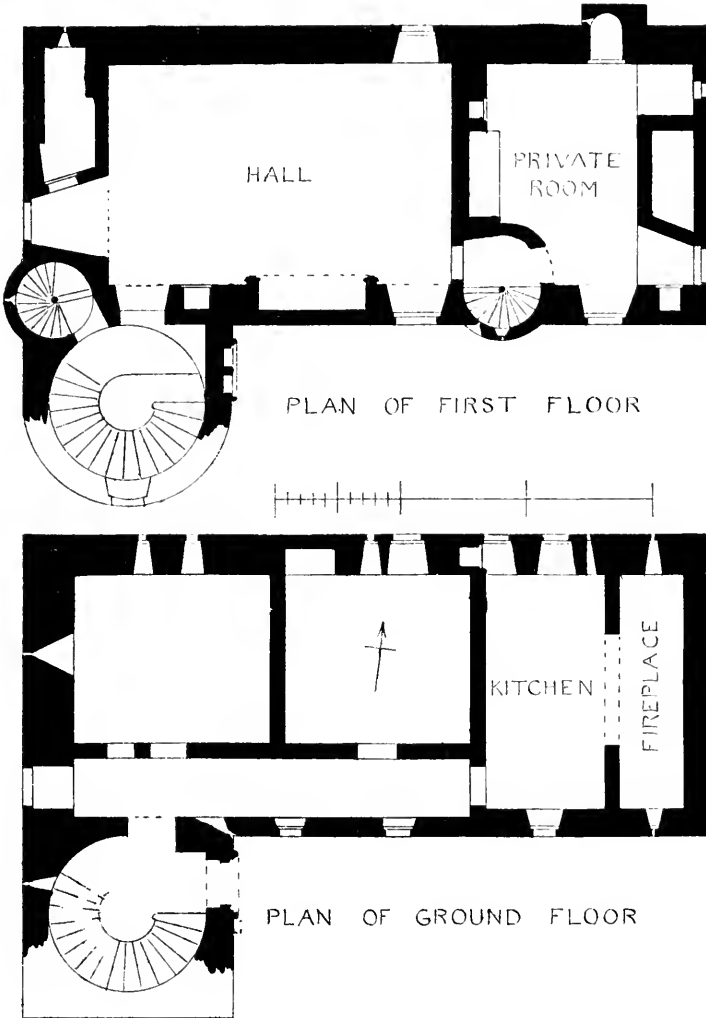 HALL
PRIVATE
ROOM
PLAN OF FIRST FLOOR
KITCHEN
FIREPLACE
PLAN OF GROUND FLOOR